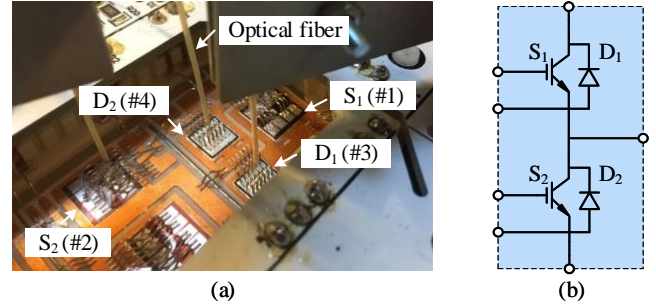 Optical fiber
D₂ (#4)
S₁ (#1)
D₁ (#3)
S₂ (#2)
(a)
S₁
D₁
S₂
D₂
(b)